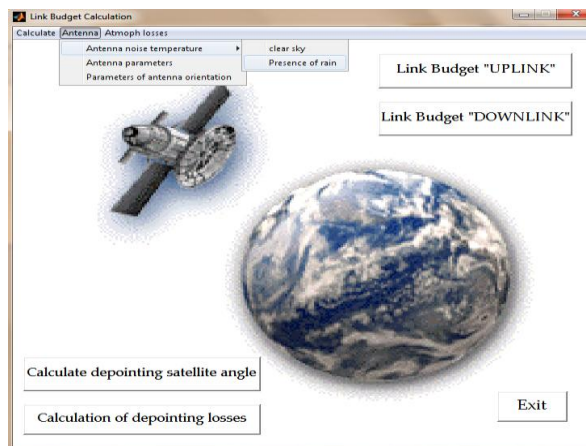 Link Budget Calculation
Calculate Antenna Atmoph losses
Antenna noise temperature
clear sky
Antenna parameters
Presence of rain
Parameters of antenna orientation
Link Budget "UPLINK"
Link Budget "DOWNLINK"
Calculate depointing satellite angle
Calculation of depointing losses
Exit